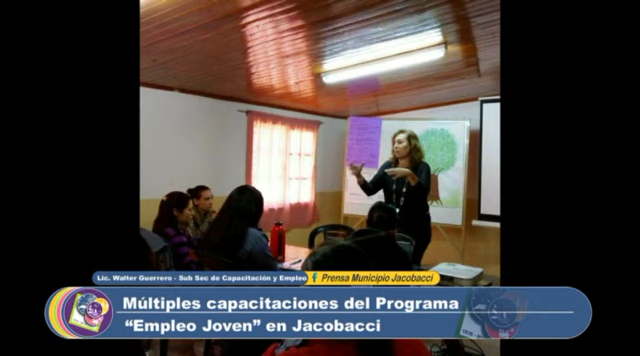 Lic. Walter Guerrero - Sub Sec de Capacitación y Empleo
f Prensa Municipio Jacobacci
Múltiples capacitaciones del Programa
“Empleo Joven” en Jacobacci